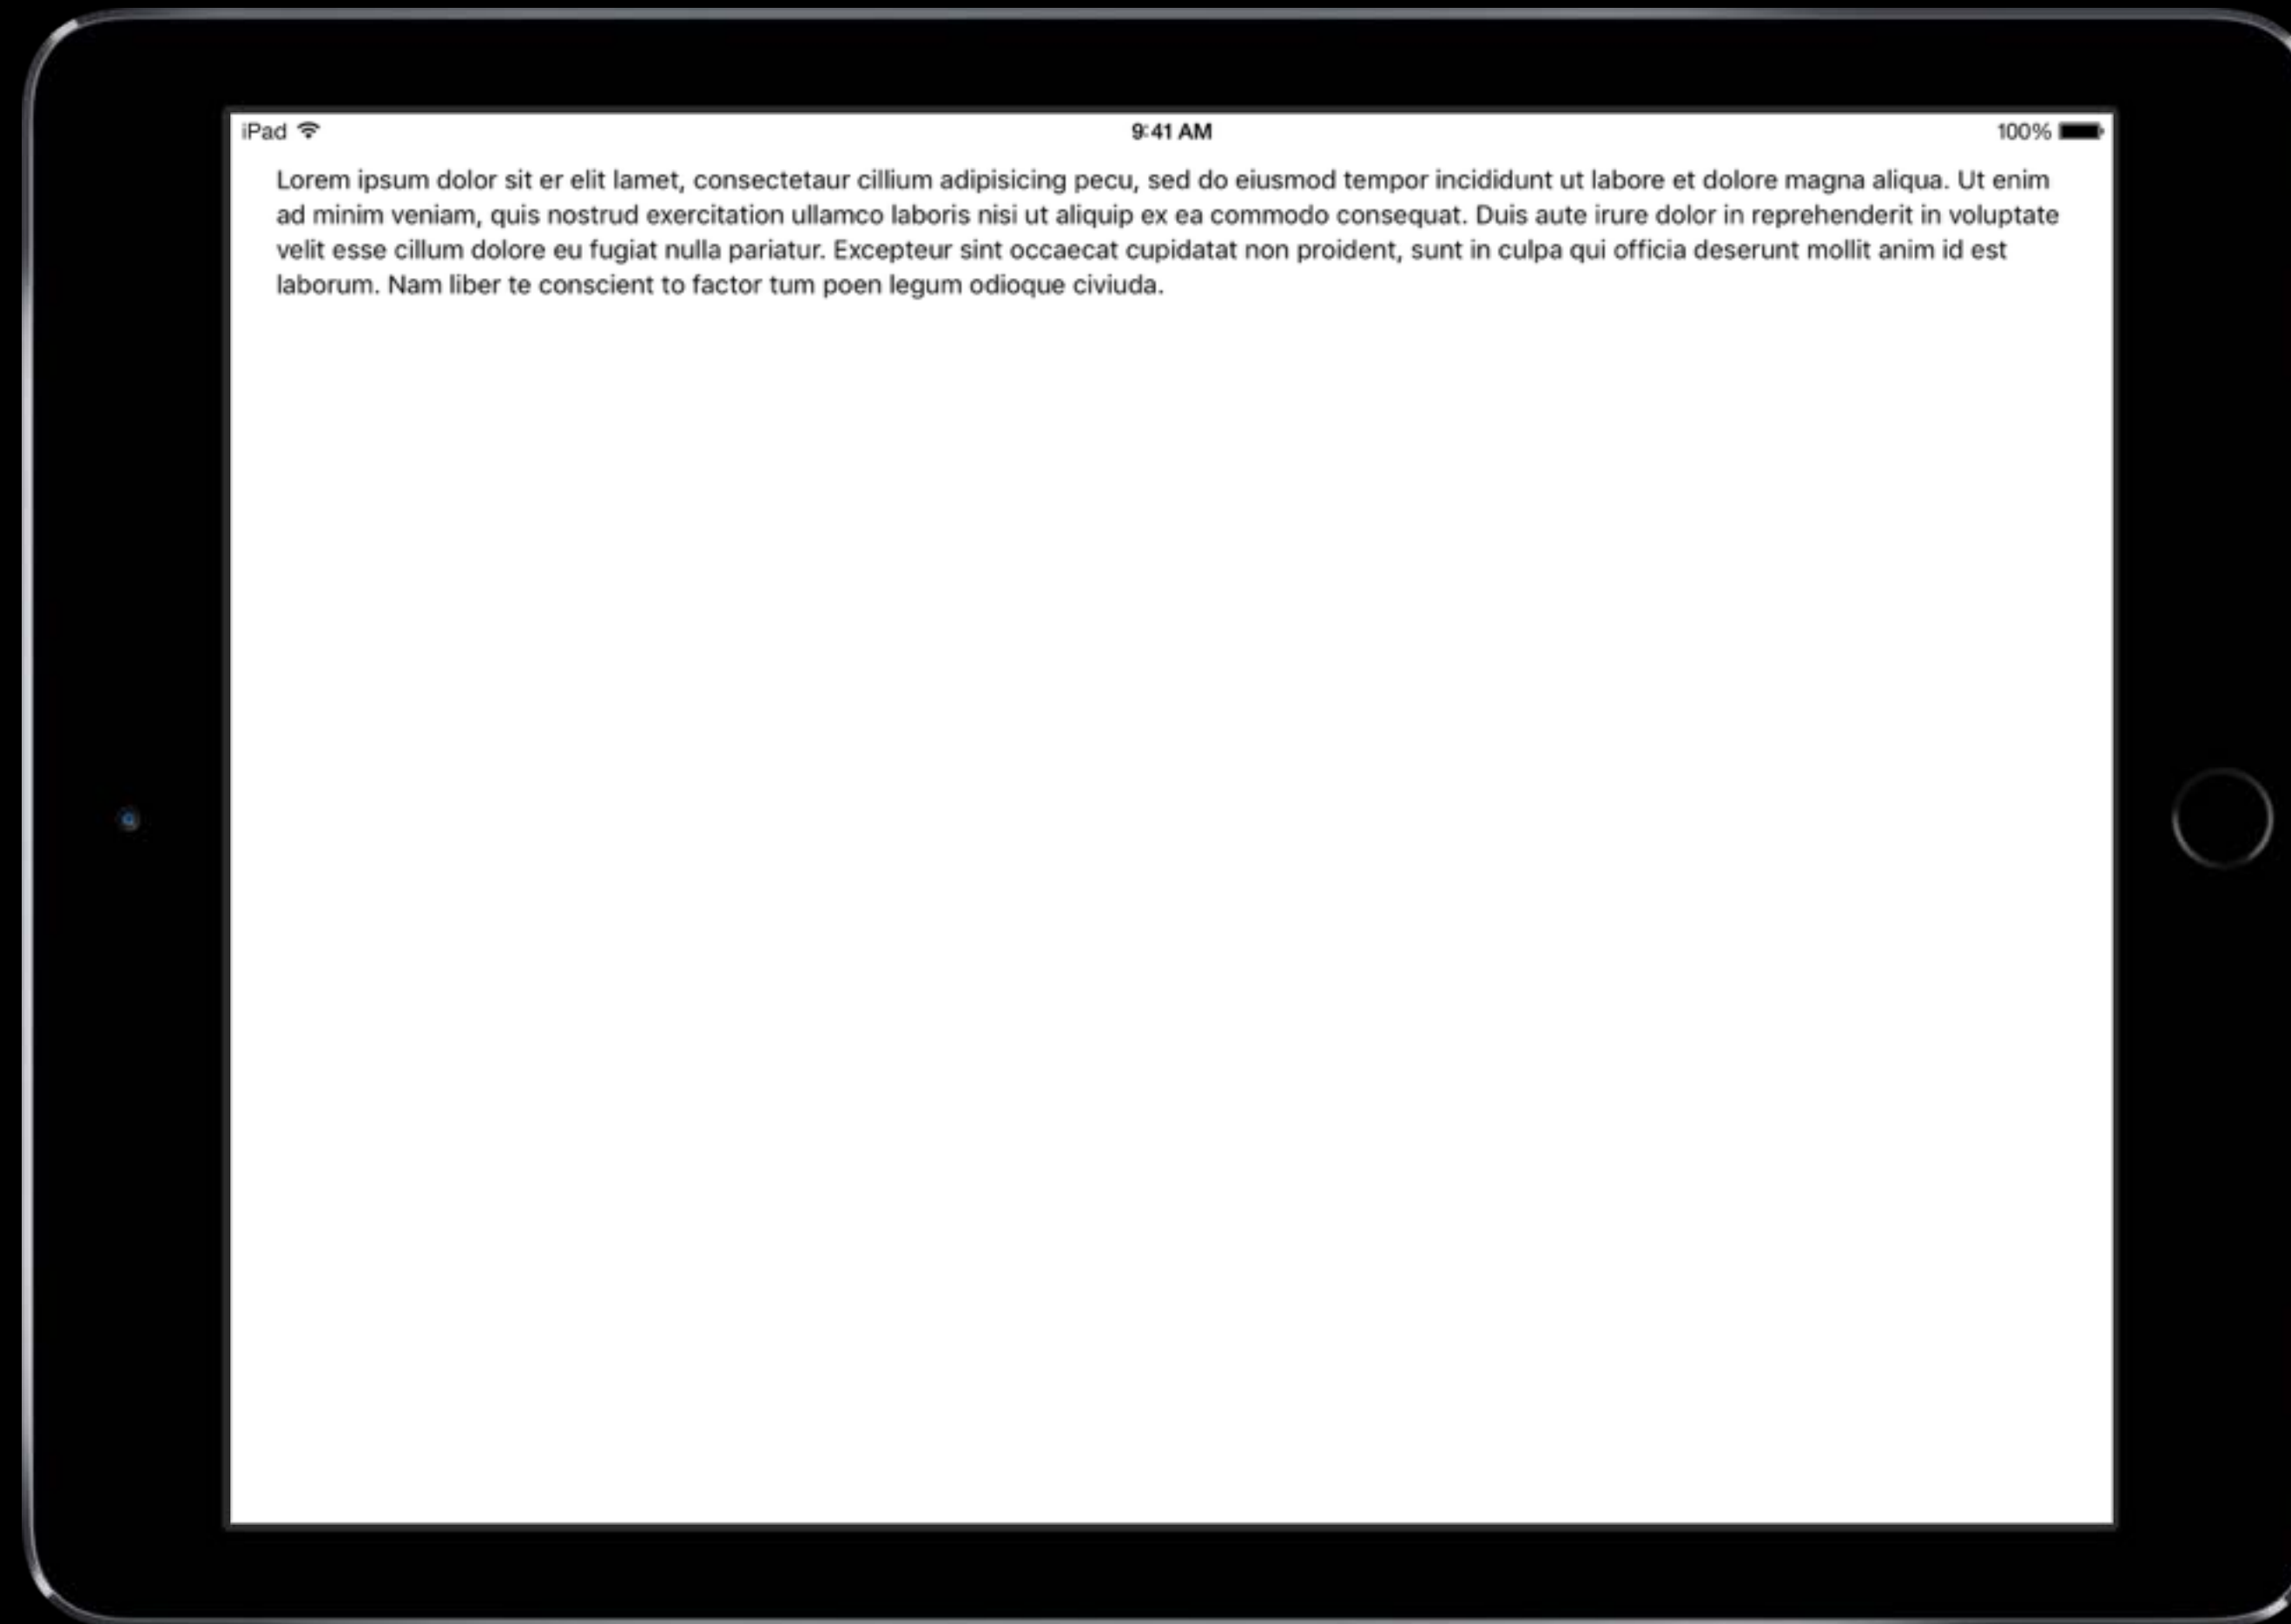 iPad
9:41 AM
100%
Lorem ipsum dolor sit er elit lamet, consectetaur cillium adipisicing pecu, sed do eiusmod tempor incididunt ut labore et dolore magna aliqua. Ut enim
ad minim veniam, quis nostrud exercitation ullamco laboris nisi ut aliquip ex ea commodo consequat. Duis aute irure dolor in reprehenderit in voluptate
velit esse cillum dolore eu fugiat nulla pariatur. Excepteur sint occaecat cupidatat non proident, sunt in culpa qui officia deserunt mollit anim id est
laborum. Nam liber te conscient to factor tum poen legum odioque civiuda.